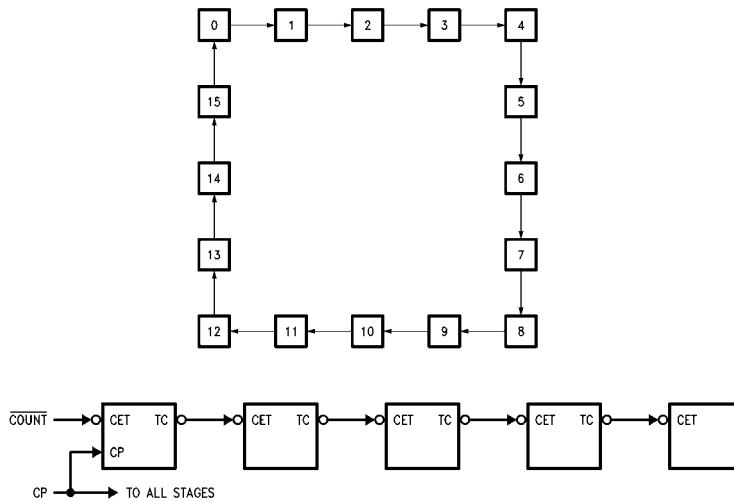 0 1 2 3 4
15 5
14 6
13 7
12 11 10 9 8
COUNT CET TC CET TC CET TC CET TC CET
CP
CP TO ALL STAGES